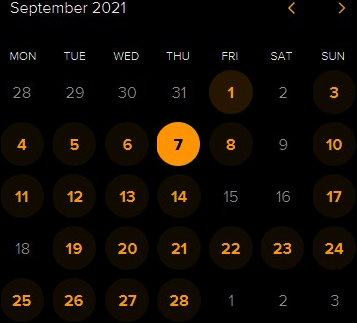 September 2021
MON TUE WED THU FRI SAT SUN
28 29 30 31 1 2 3
4 5 6 7 8 9 10
11 12 13 14 15 16 17
18 19 20 21 22 23 24
25 26 27 28 1 2 3